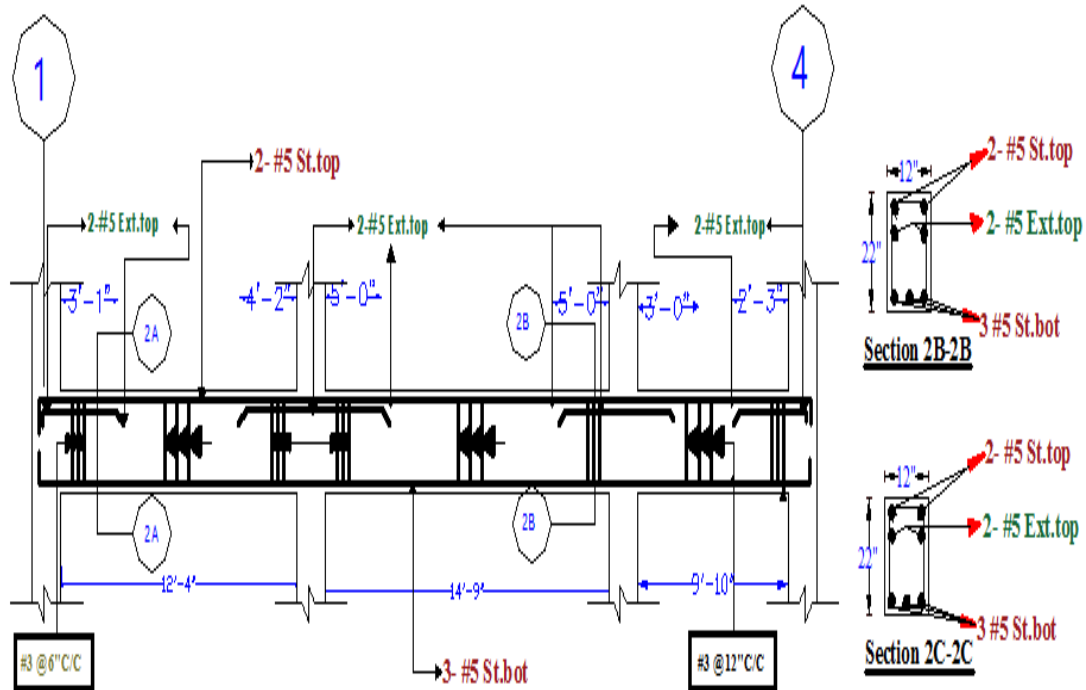 1
4
2- #5 St.top
2-#5 Ext.top
2-#5 Ext.top
2-#5 Ext.top
3'-1"
4'-2"
5'-0"
5'-0"
3'-0"
2'-3"
2A
2B
2A
2B
12'-4"
14'-9"
9'-10"
#3 @6"C/C
3- #5 St.bot
#3 @12"C/C
2- #5 St.top
12"
2- #5 Ext.top
22"
3 #5 St.bot
Section 2B-2B
2- #5 St.top
12"
2- #5 Ext.top
22"
3 #5 St.bot
Section 2C-2C